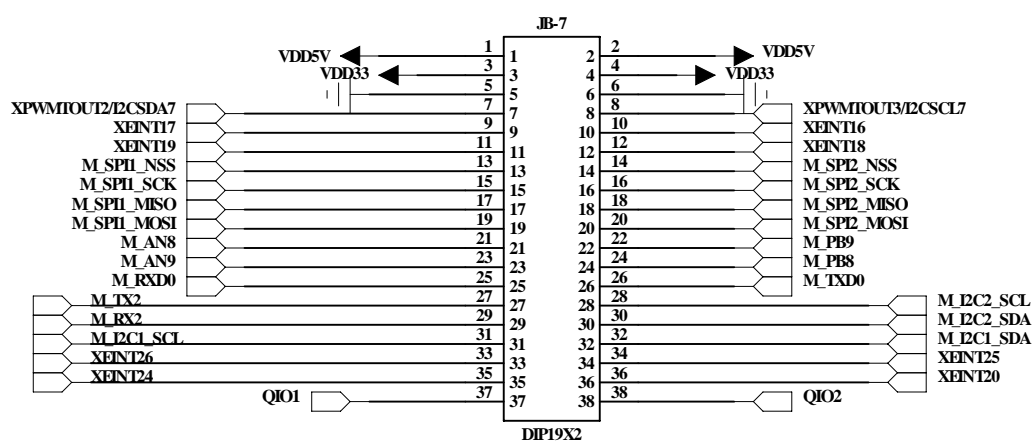 JB-7
VDD5V 1 1 2 2 VDD5V
VDD33 3 3 4 4 VDD33
5 5 6 6
XPWMTOUT2/I2CSDA7 7 7 8 8 XPWMTOUT3/I2CSCL7
XEINT17 9 9 10 10 XEINT16
XEINT19 11 11 12 12 XEINT18
M_SPI1_NSS 13 13 14 14 M_SPI2_NSS
M_SPI1_SCK 15 15 16 16 M_SPI2_SCK
M_SPI1_MISO 17 17 18 18 M_SPI2_MISO
M_SPI1_MOSI 19 19 20 20 M_SPI2_MOSI
M_AN8 21 21 22 22 M_PB9
M_AN9 23 23 24 24 M_PB8
M_RXD0 25 25 26 26 M_TXD0
M_TX2 27 27 28 28 M_I2C2_SCL
M_RX2 29 29 30 30 M_I2C2_SDA
M_I2C1_SCL 31 31 32 32 M_I2C1_SDA
XEINT26 33 33 34 34 XEINT25
XEINT24 35 35 36 36 XEINT20
QIO1 37 37 38 38 QIO2
DIP19X2